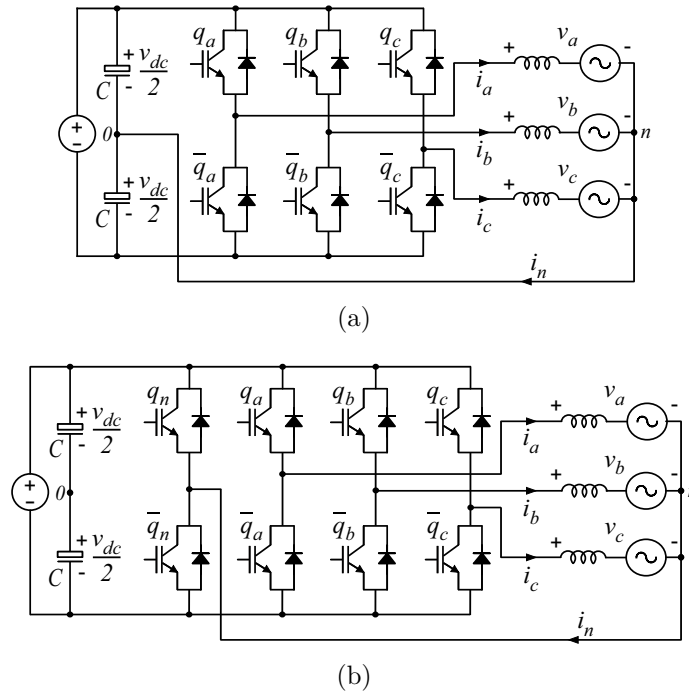 q_a q_b q_c
+ v_dc/2 -
C
+ v_a -
i_a
+
-
0
+ v_b -
n
i_b
q̅_a q̅_b q̅_c
+ v_dc/2 -
C
+ v_c -
i_c
i_n
(a)
q_n q_a q_b q_c
+ v_dc/2 -
C
+ v_a -
i_a
+
-
0
+ v_b -
i_b
q̅_n q̅_a q̅_b q̅_c
+ v_dc/2 -
C
+ v_c -
i_c
i_n
(b)